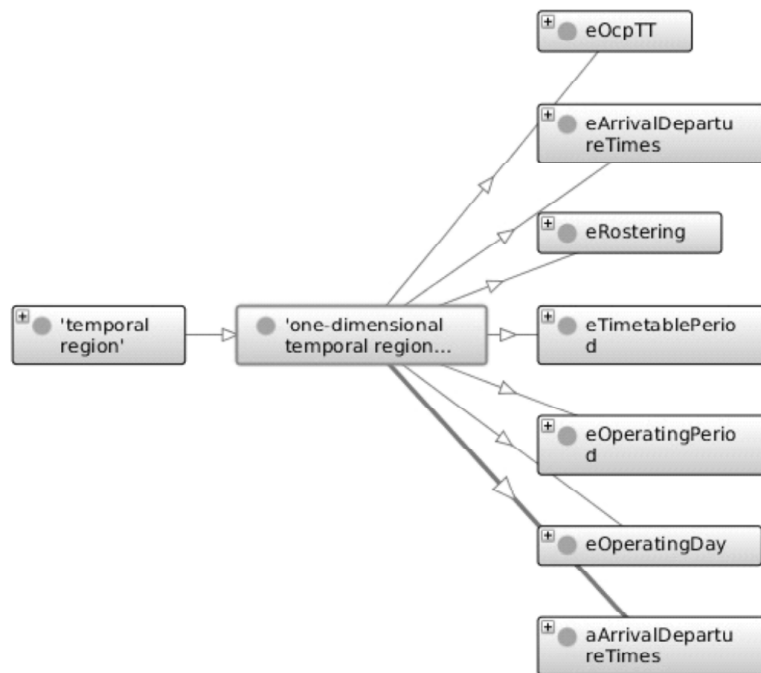 eOcpTT
eArrivalDepartu
reTimes
eRostering
'temporal
region'
'one-dimensional
temporal region...
eTimetablePerio
d
eOperatingPerio
d
eOperatingDay
aArrivalDepartu
reTimes